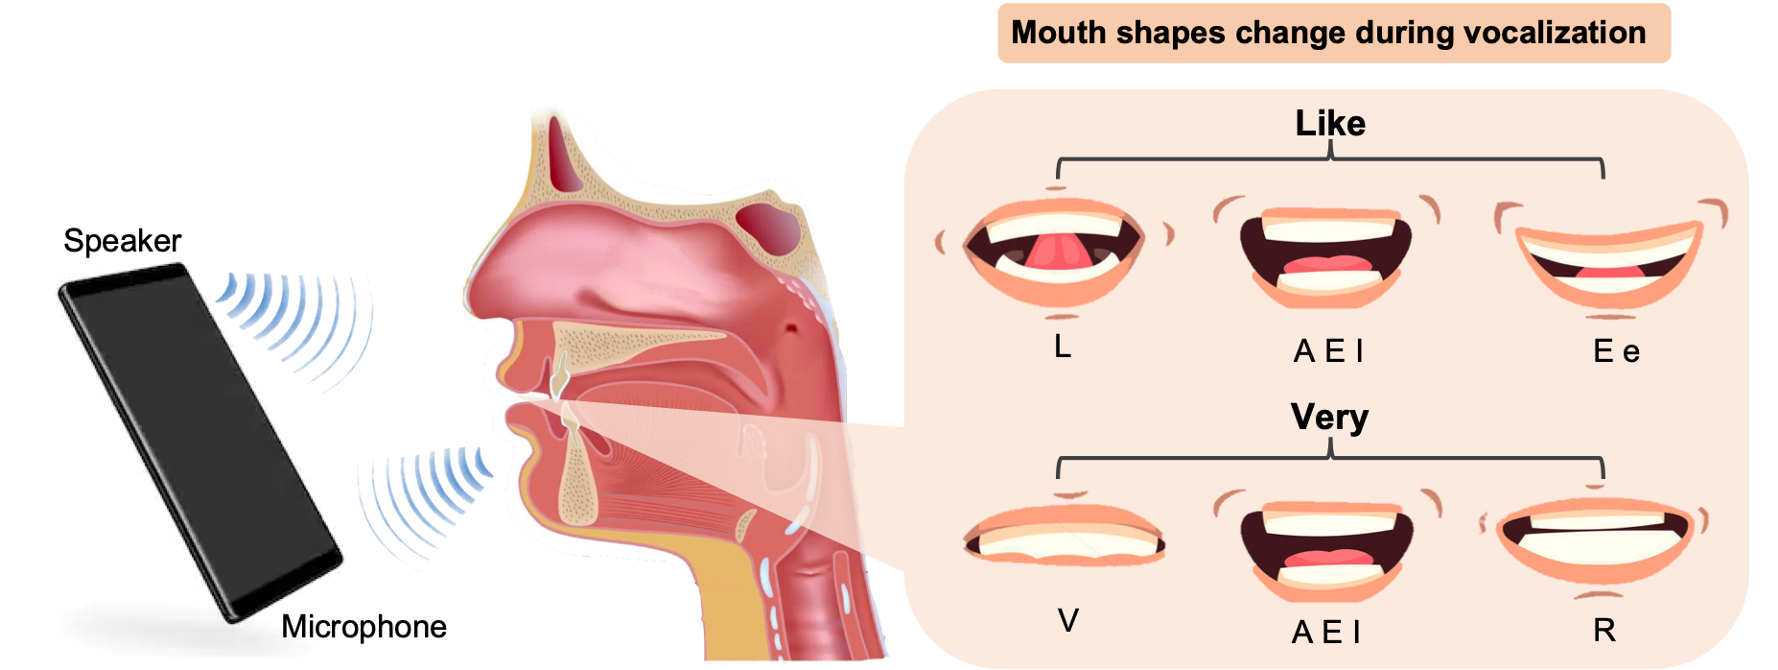 Mouth shapes change during vocalization
Speaker
Microphone
Like
L
A E I
E e
Very
V
A E I
R